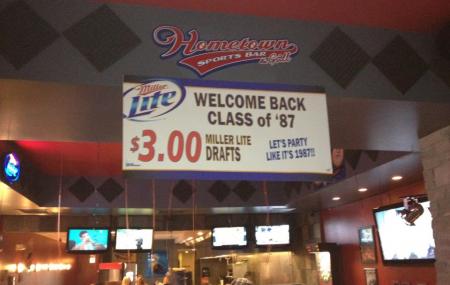 Hometown
SPORTS BAR
& Grill
Miller
Lite
WELCOME BACK
CLASS of '87
$3.00
MILLER LITE
DRAFTS
LET'S PARTY
LIKE IT'S 1987!!